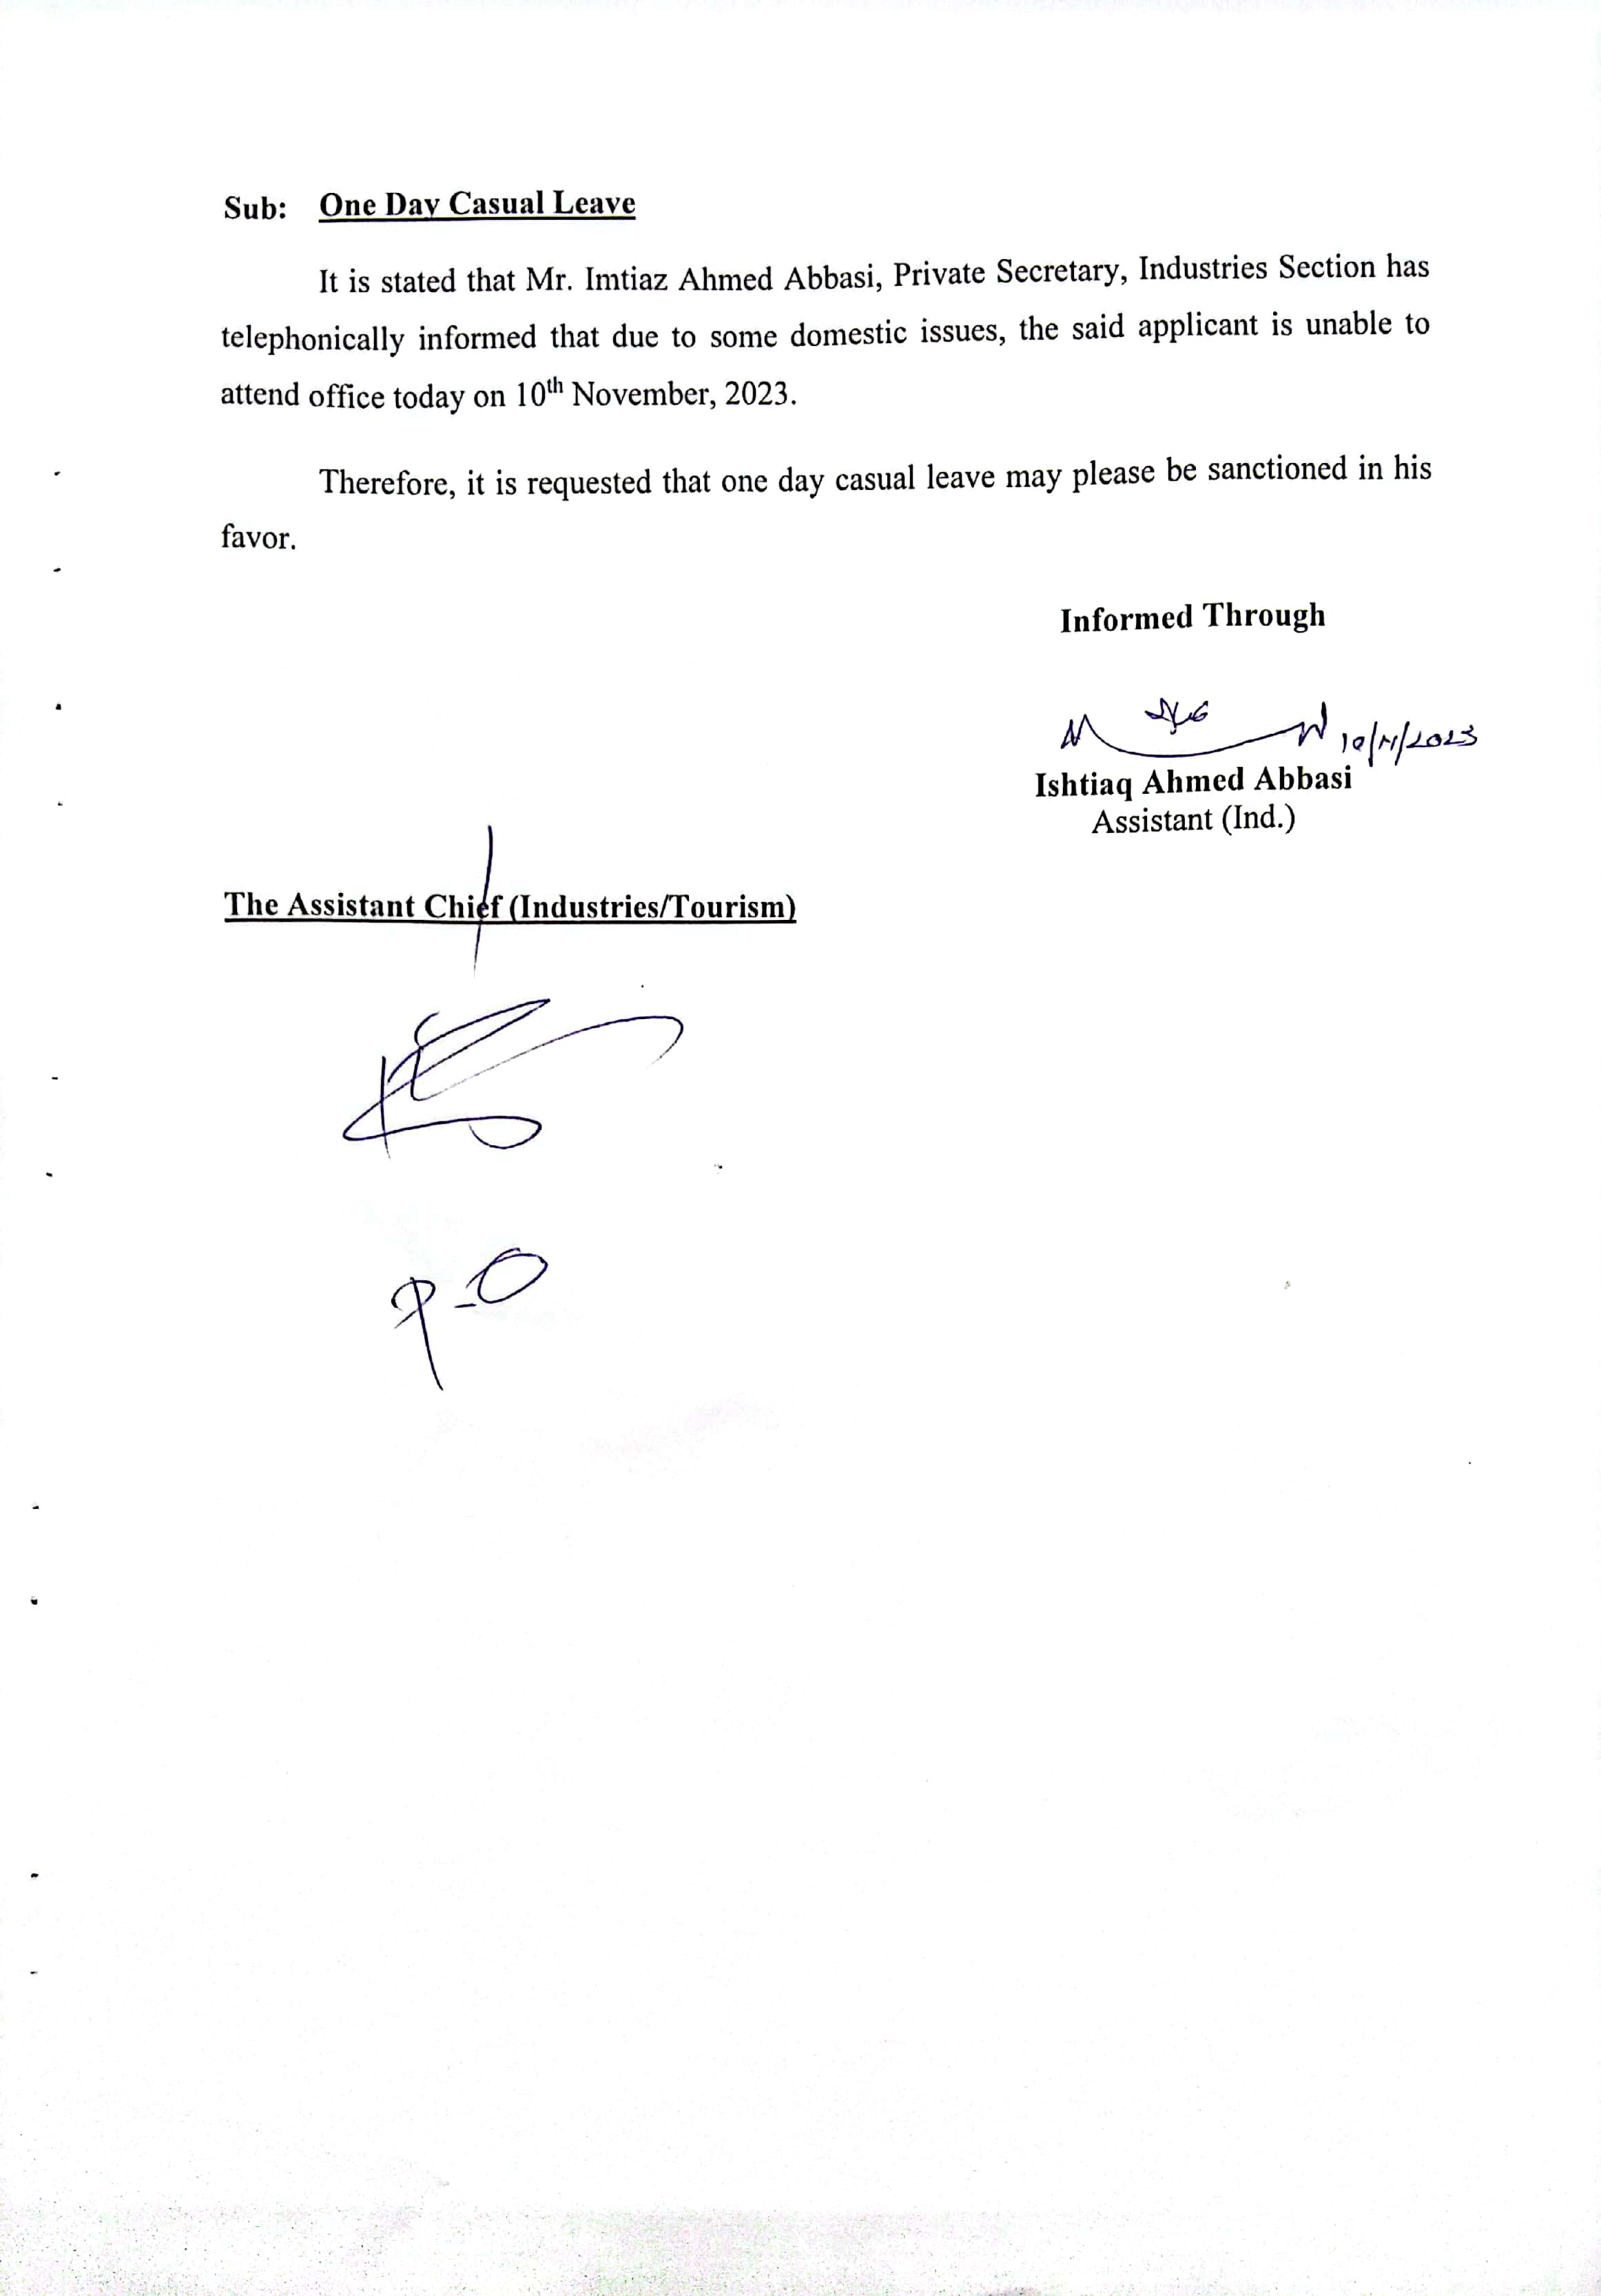 Sub: One Day Casual Leave
It is stated that Mr. Imtiaz Ahmed Abbasi, Private Secretary, Industries Section has
telephonically informed that due to some domestic issues, the said applicant is unable to
attend office today on 10th November, 2023.
Therefore, it is requested that one day casual leave may please be sanctioned in his
favor.
Informed Through
10/11/2023
Ishtiaq Ahmed Abbasi
Assistant (Ind.)
The Assistant Chief (Industries/Tourism)
P-O